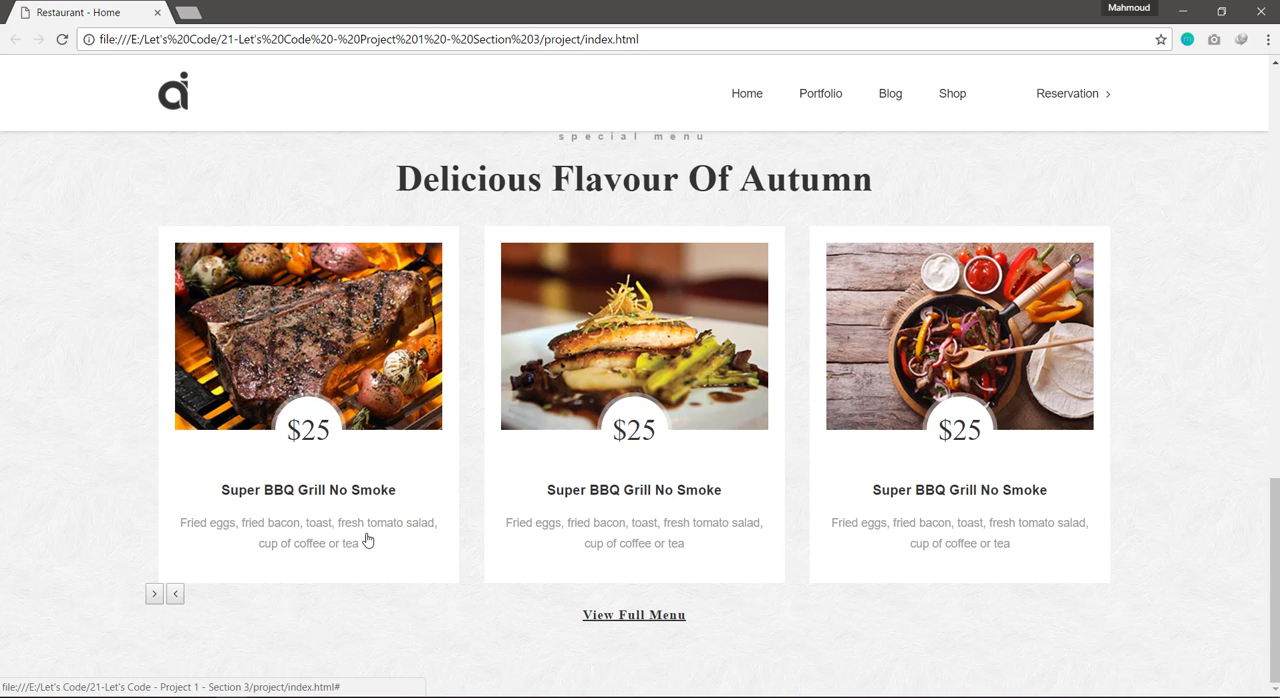 Restaurant - Home
Mahmoud
file:///E:/Let's%20Code/21-Let's%20Code%20-%20Project%201%20-%20Section%203/project/index.html
ai
Home Portfolio Blog Shop Reservation >
special menu
Delicious Flavour Of Autumn
$25 $25 $25
Super BBQ Grill No Smoke Super BBQ Grill No Smoke Super BBQ Grill No Smoke
Fried eggs, fried bacon, toast, fresh tomato salad, Fried eggs, fried bacon, toast, fresh tomato salad, Fried eggs, fried bacon, toast, fresh tomato salad,
cup of coffee or tea cup of coffee or tea cup of coffee or tea
> <
View Full Menu
file:///E:/Let's Code/21-Let's Code - Project 1 - Section 3/project/index.html#